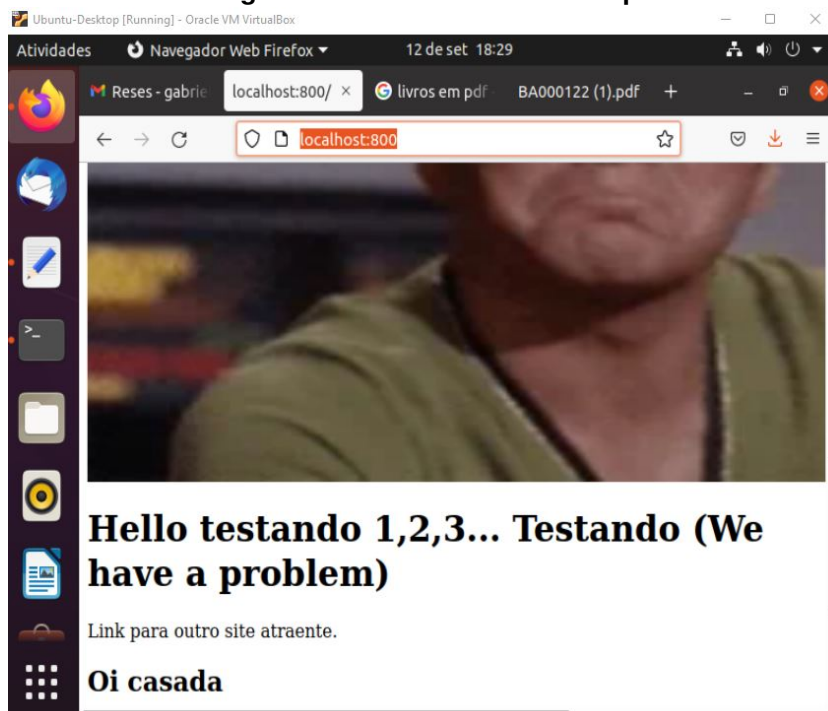 Ubuntu-Desktop [Running] - Oracle VM VirtualBox
Atividades Navegador Web Firefox 12 de set 18:29
Reses - gabrie localhost:800/ livros em pdf - BA000122 (1).pdf
localhost:800
Hello testando 1,2,3... Testando (We
have a problem)
Link para outro site atraente.
Oi casada